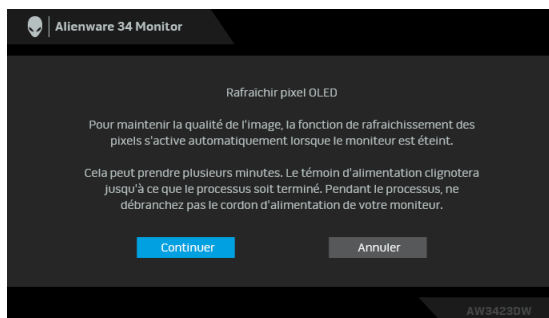 Alienware 34 Monitor
Rafraîchir pixel OLED
Pour maintenir la qualité de l'image, la fonction de rafraichissement des
pixels s'active automatiquement lorsque le moniteur est éteint.
Cela peut prendre plusieurs minutes. Le témoin d'alimentation clignotera
jusqu'à ce que le processus soit terminé. Pendant le processus, ne
débranchez pas le cordon d'alimentation de votre moniteur.
Continuer
Annuler
AW3423DW